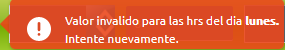 Valor invalido para las hrs del dia lunes.
Intente nuevamente.